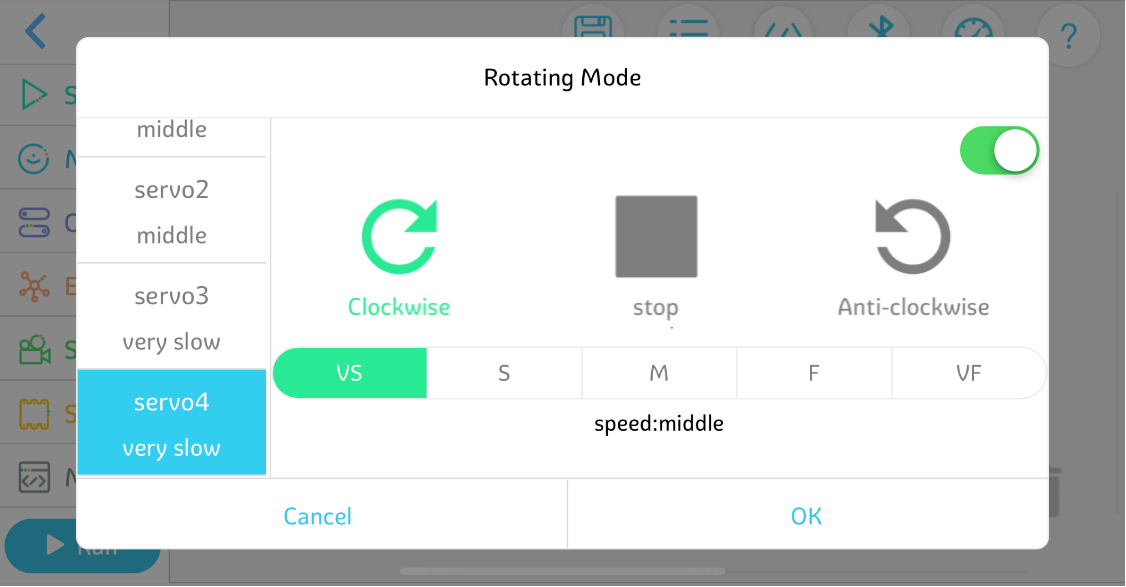 ?
Rotating Mode
middle
servo2
middle
servo3
very slow
servo4
very slow
Clockwise
stop
Anti-clockwise
VS
S
M
F
VF
speed:middle
Cancel
OK